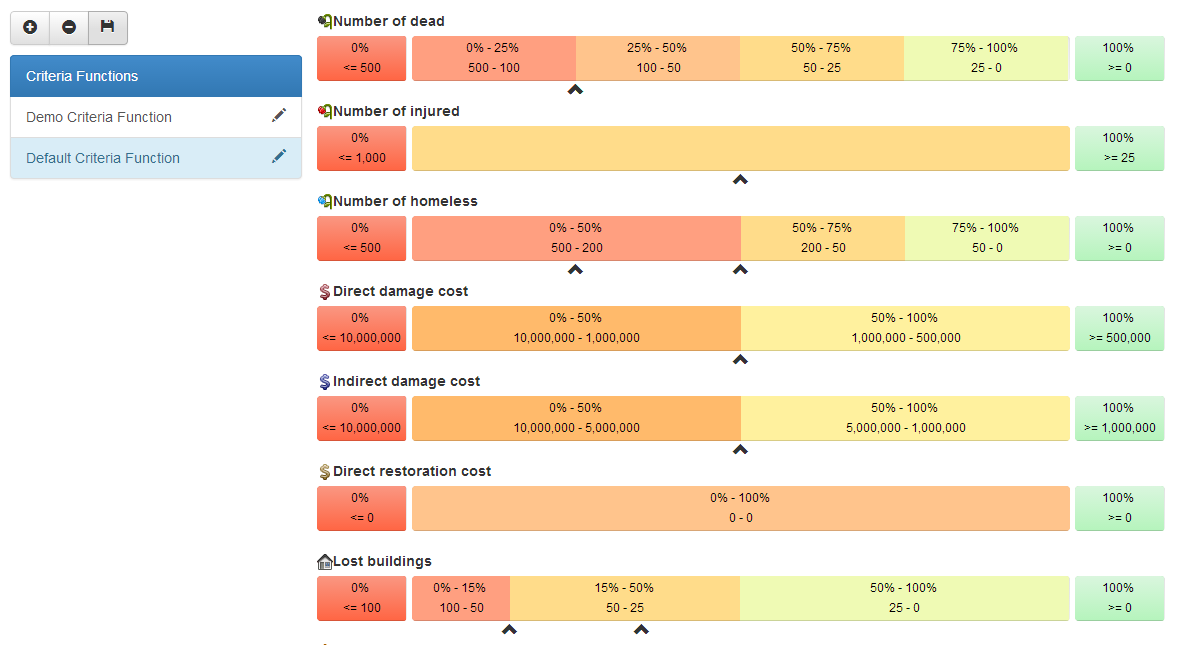 Criteria Functions
Demo Criteria Function
Default Criteria Function
Number of dead
0% 0% - 25% 25% - 50% 50% - 75% 75% - 100% 100%
<= 500 500 - 100 100 - 50 50 - 25 25 - 0 >= 0
Number of injured
0% 100%
<= 1,000 >= 25
Number of homeless
0% 0% - 50% 50% - 75% 75% - 100% 100%
<= 500 500 - 200 200 - 50 50 - 0 >= 0
Direct damage cost
0% 0% - 50% 50% - 100% 100%
<= 10,000,000 10,000,000 - 1,000,000 1,000,000 - 500,000 >= 500,000
Indirect damage cost
0% 0% - 50% 50% - 100% 100%
<= 10,000,000 10,000,000 - 5,000,000 5,000,000 - 1,000,000 >= 1,000,000
Direct restoration cost
0% 0% - 100% 100%
<= 0 0 - 0 >= 0
Lost buildings
0% 0% - 15% 15% - 50% 50% - 100% 100%
<= 100 100 - 50 50 - 25 25 - 0 >= 0